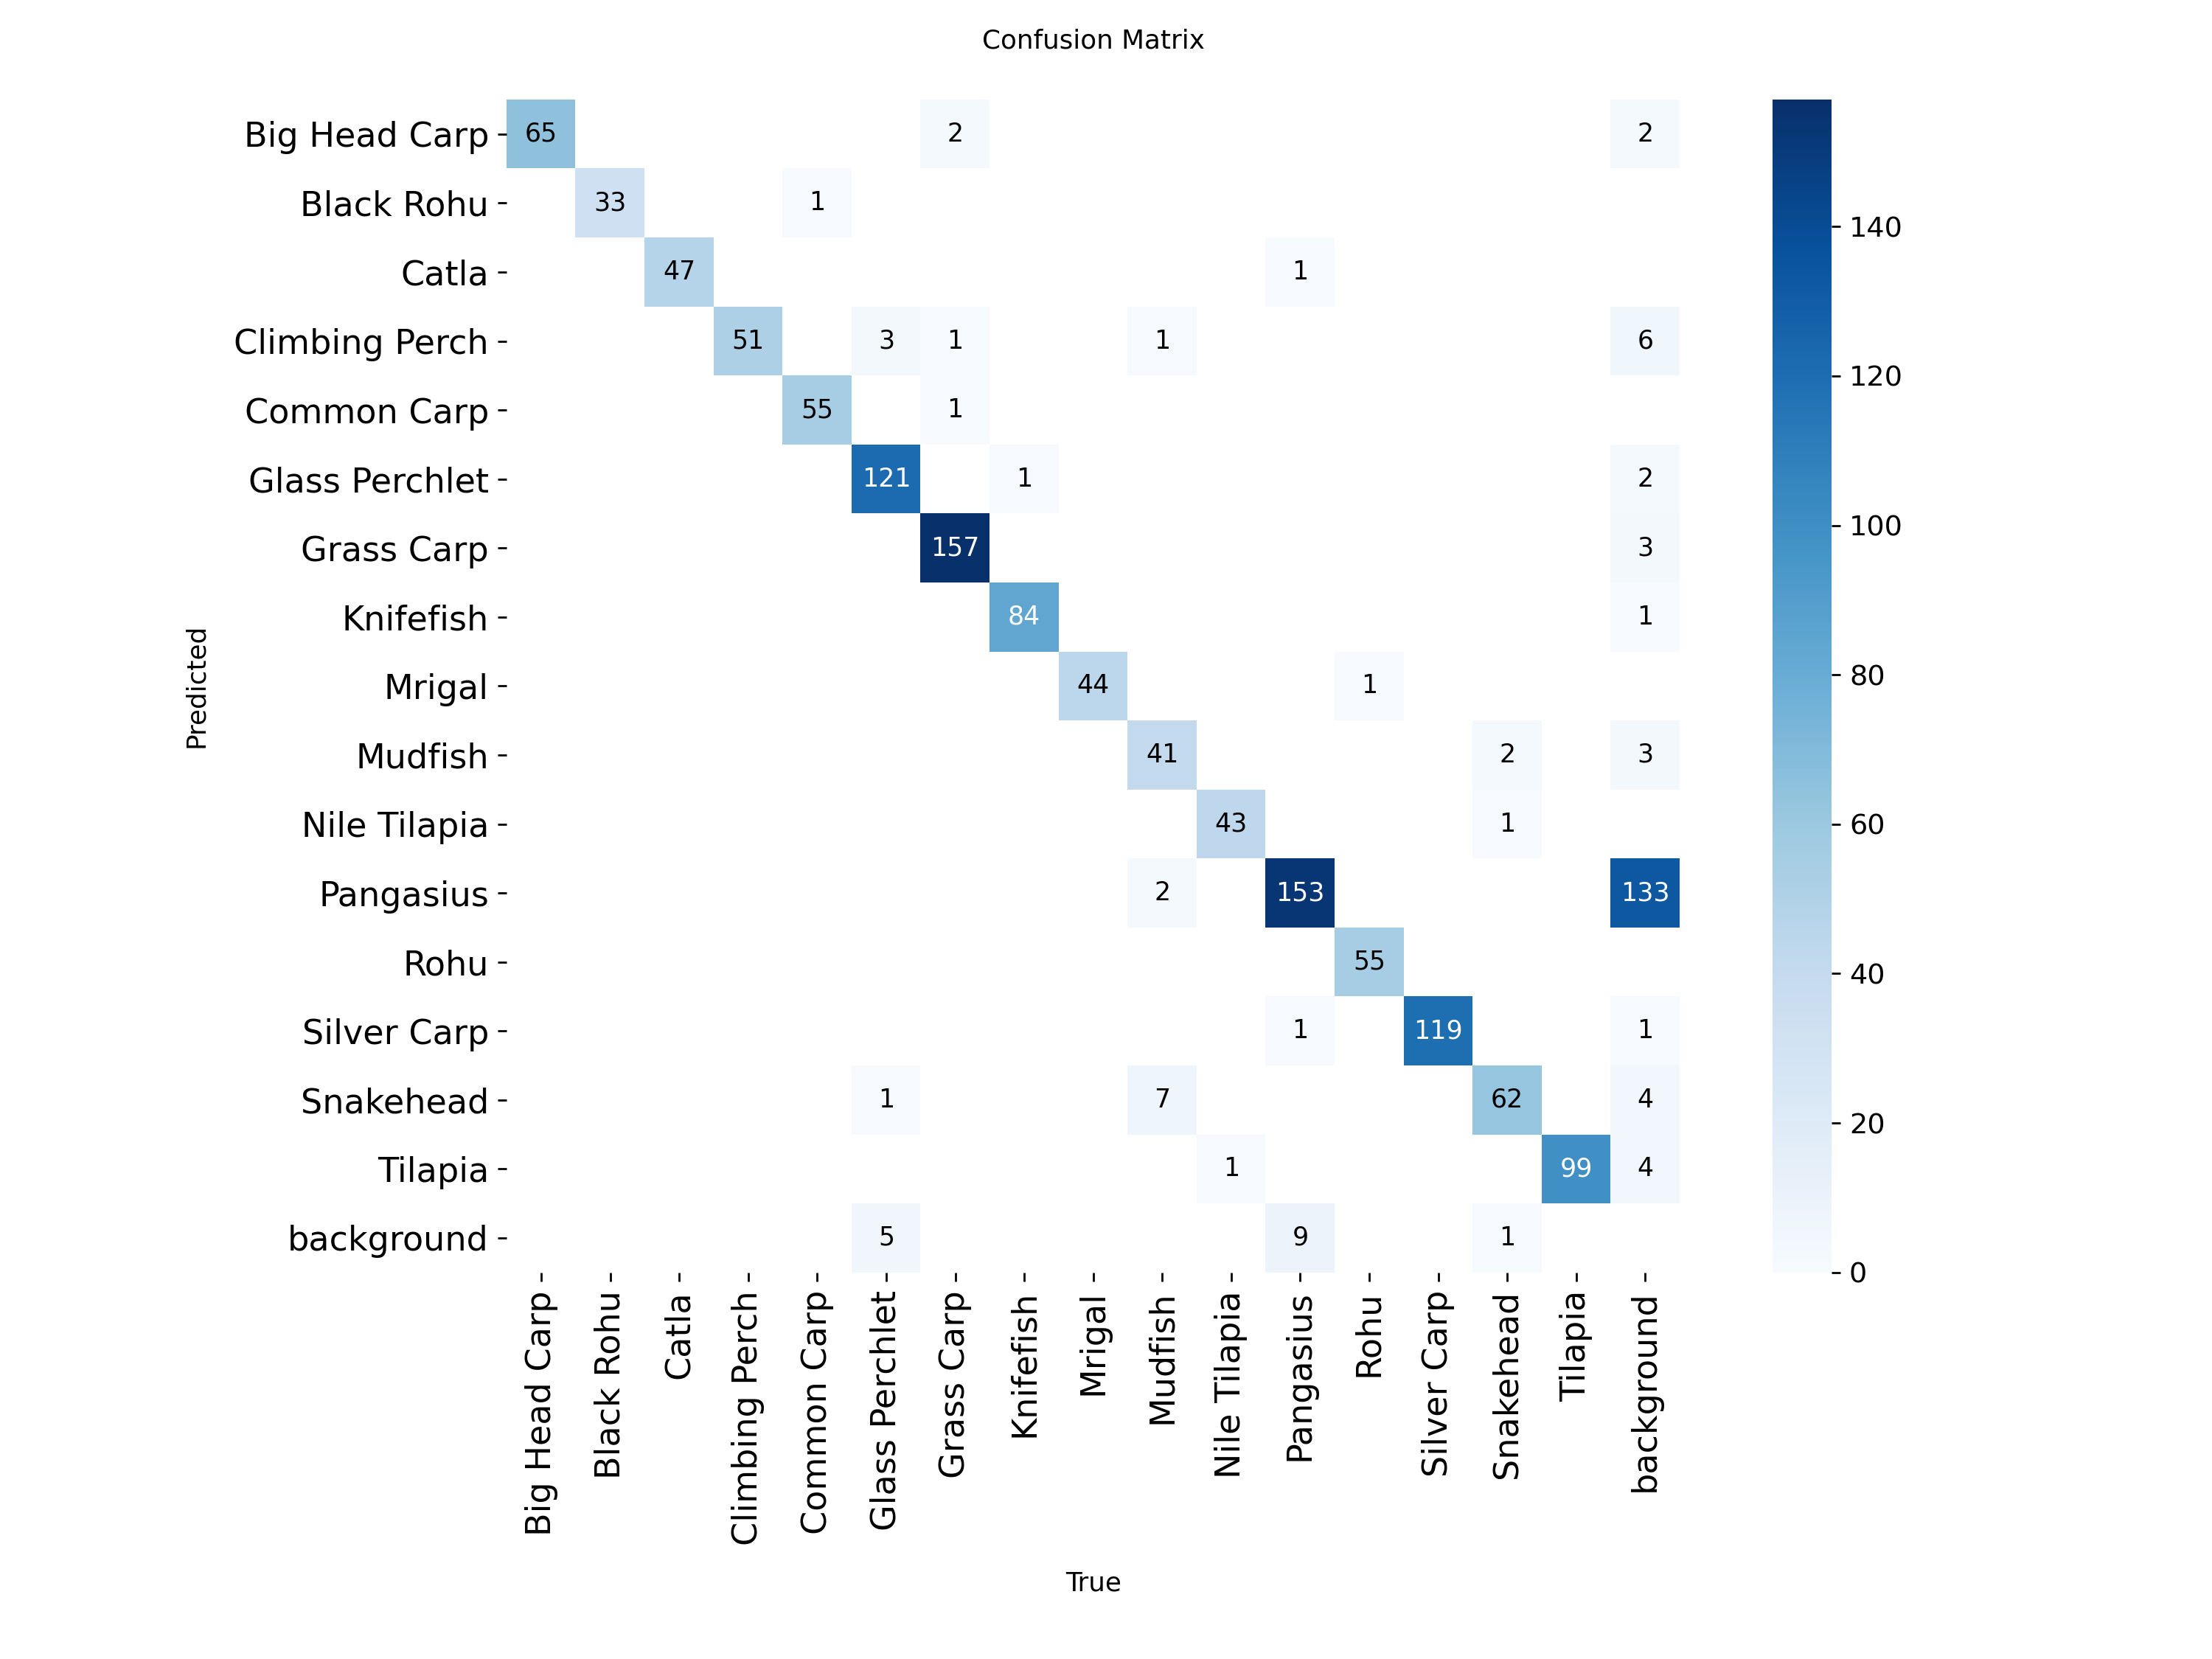 Confusion Matrix
Big Head Carp 65 2 2
Black Rohu 33 1
Catla 47 1
Climbing Perch 51 3 1 1 6
Common Carp 55 1
Glass Perchlet 121 1 2
Grass Carp 157 3
Knifefish 84 1
Mrigal 44 1
Mudfish 41 2 3
Nile Tilapia 43 1
Pangasius 2 153 133
Rohu 55
Silver Carp 1 119 1
Snakehead 1 7 62 4
Tilapia 1 99 4
background 5 9 1
Predicted
Big Head Carp
Black Rohu
Catla
Climbing Perch
Common Carp
Glass Perchlet
Grass Carp
Knifefish
Mrigal
Mudfish
Nile Tilapia
Pangasius
Rohu
Silver Carp
Snakehead
Tilapia
background
True
140
120
100
80
60
40
20
0